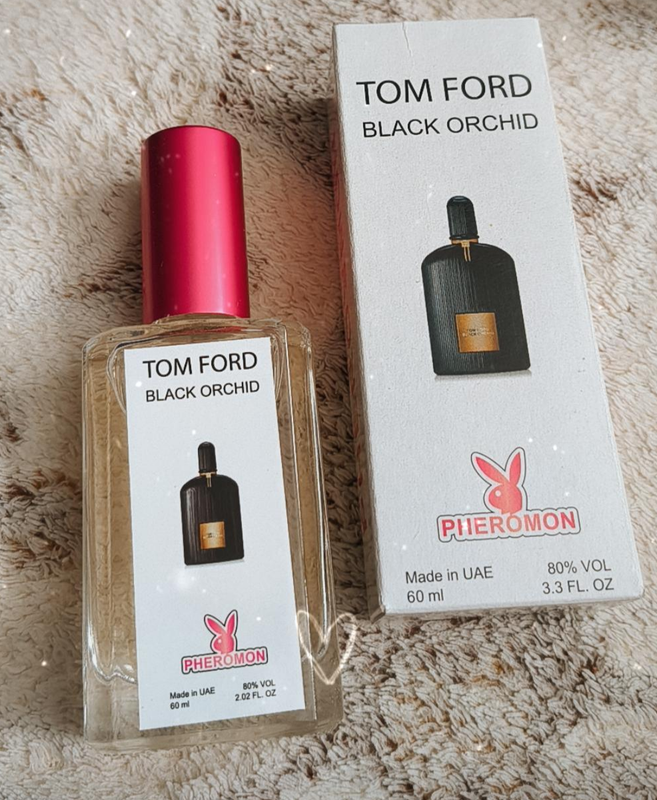 TOM FORD
BLACK ORCHID
PHEROMON
Made in UAE
60 ml
80% VOL
3.3 FL. OZ
TOM FORD
BLACK ORCHID
PHEROMON
Made in UAE
60 ml
80% VOL
2.02 FL. OZ